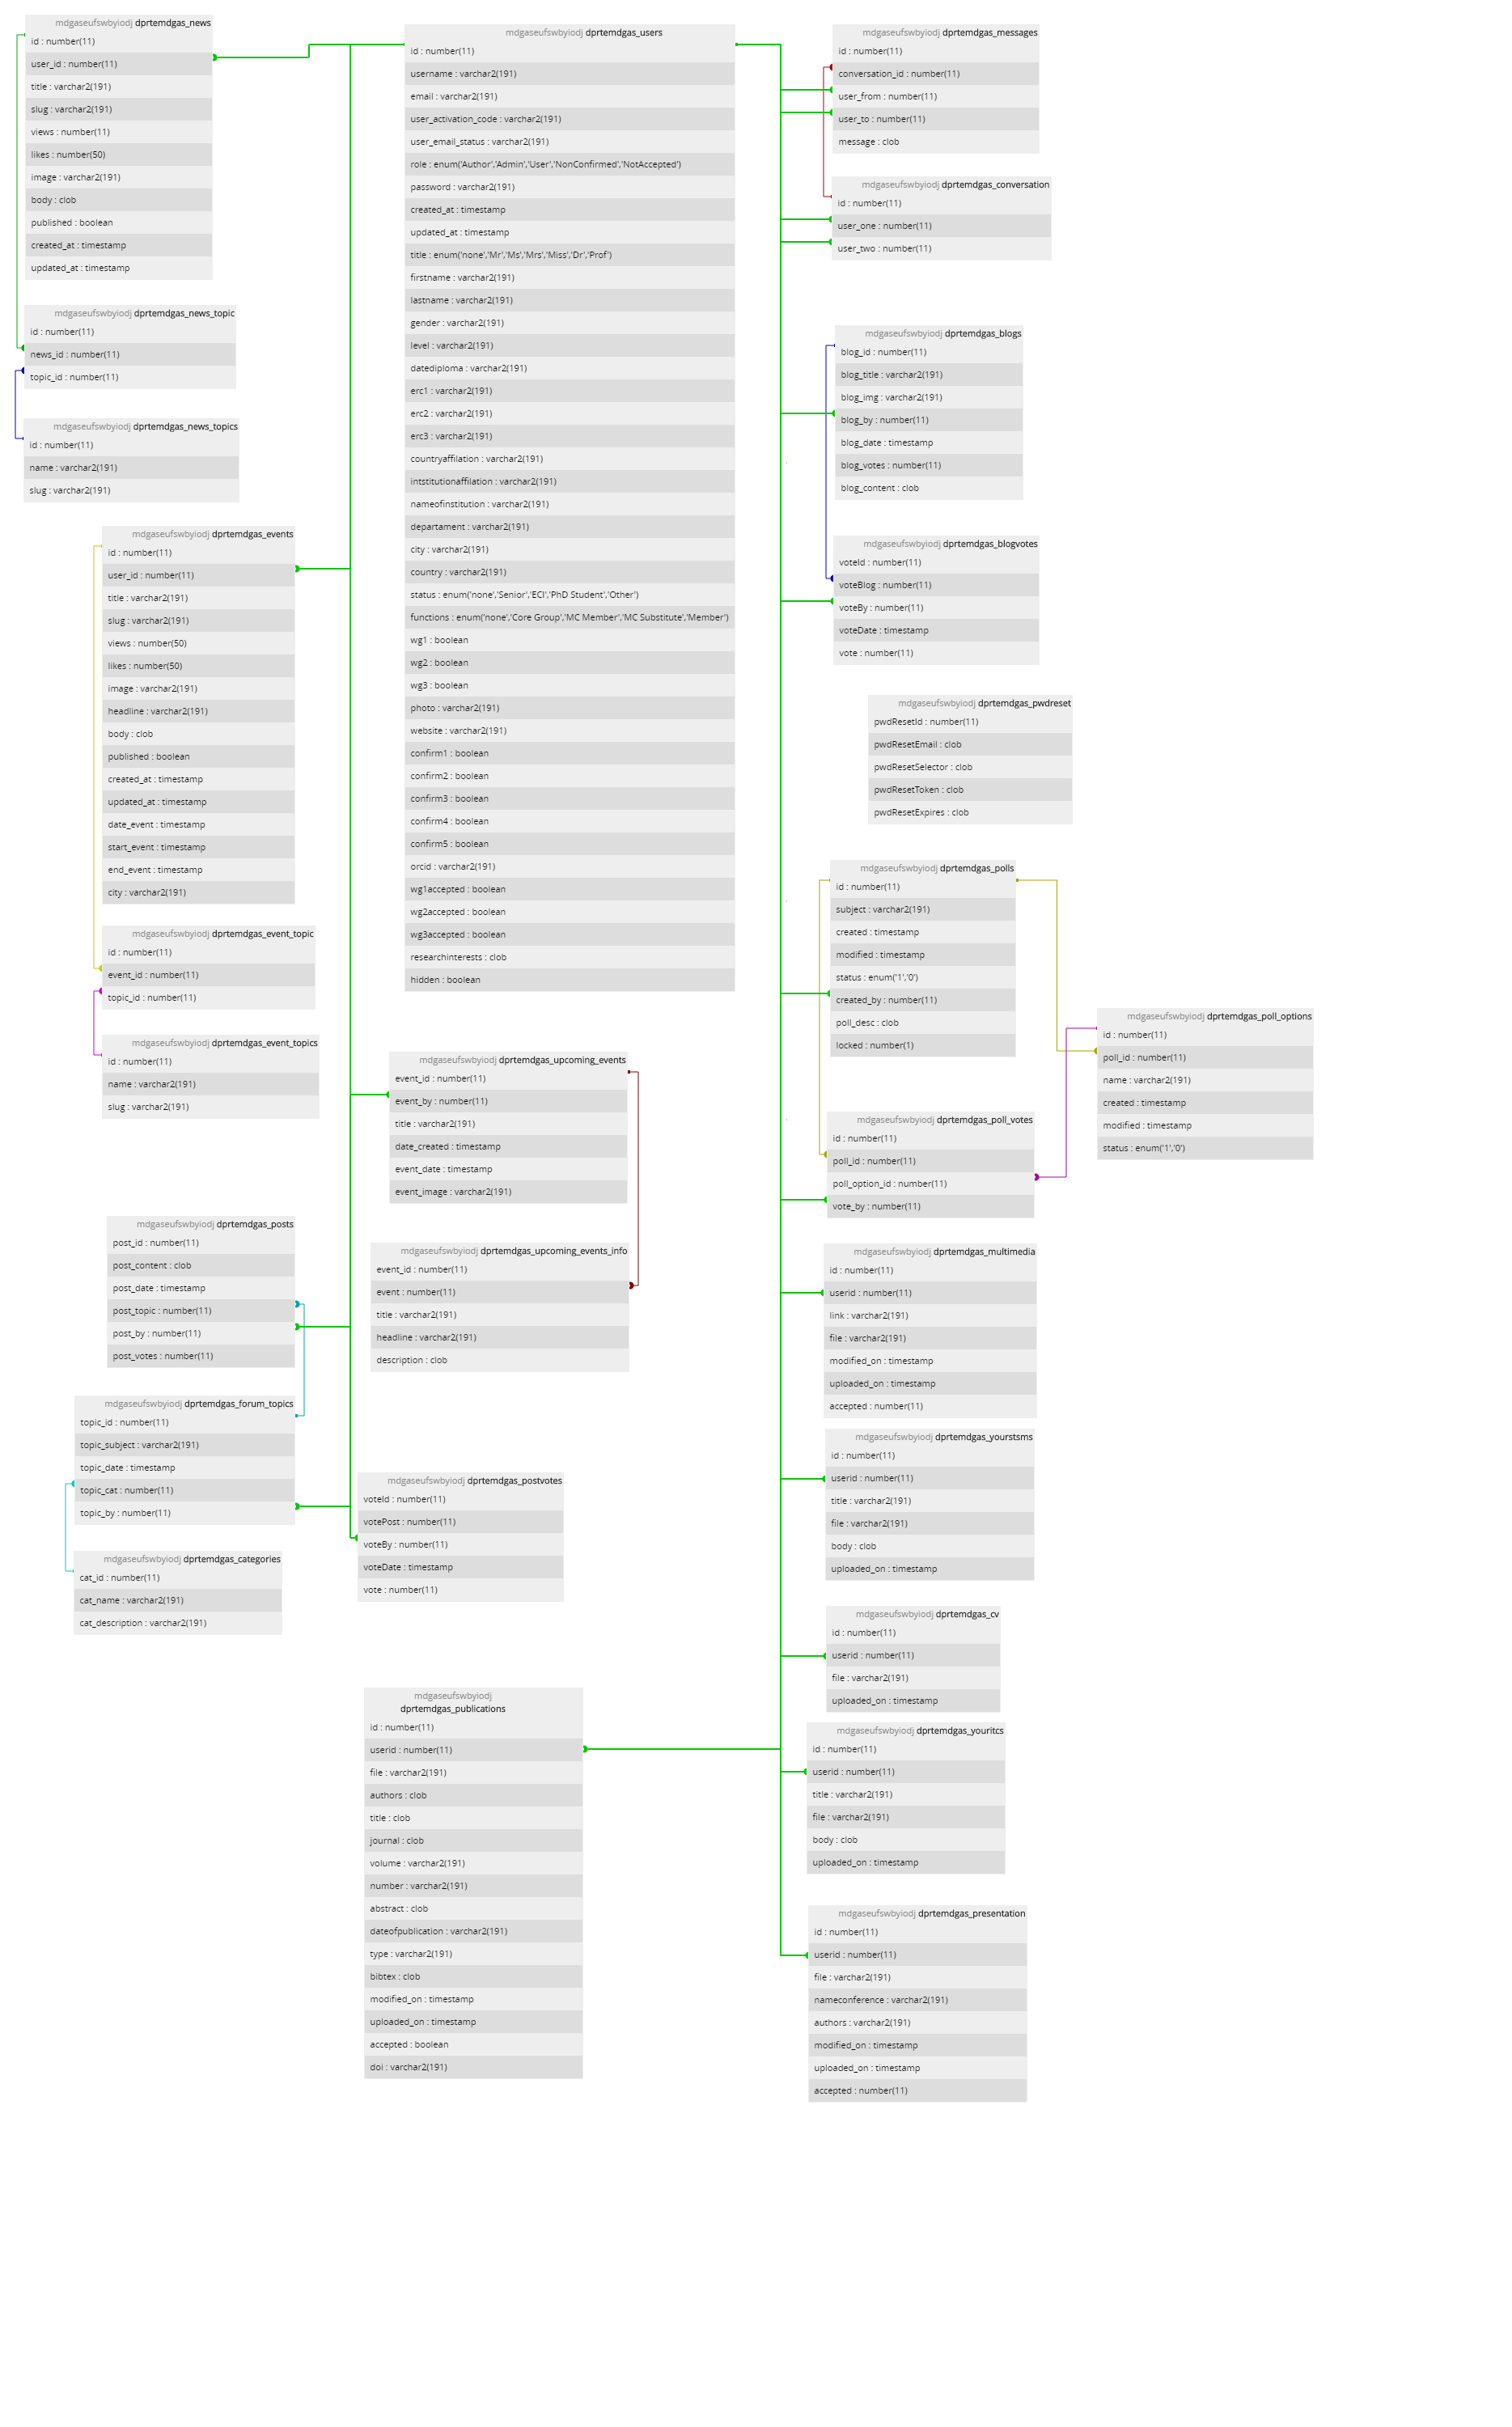 mdgaseufswbyiodj dprtemdgas_news
id : number(11)
user_id : number(11)
title : varchar2(191)
slug : varchar2(191)
views : number(11)
likes : number(50)
image : varchar2(191)
body : clob
published : boolean
created_at : timestamp
updated_at : timestamp
mdgaseufswbyiodj dprtemdgas_news_topic
id : number(11)
news_id : number(11)
topic_id : number(11)
mdgaseufswbyiodj dprtemdgas_news_topics
id : number(11)
name : varchar2(191)
slug : varchar2(191)
mdgaseufswbyiodj dprtemdgas_events
id : number(11)
user_id : number(11)
title : varchar2(191)
slug : varchar2(191)
views : number(50)
likes : number(50)
image : varchar2(191)
headline : varchar2(191)
body : clob
published : boolean
created_at : timestamp
updated_at : timestamp
date_event : timestamp
start_event : timestamp
end_event : timestamp
city : varchar2(191)
mdgaseufswbyiodj dprtemdgas_event_topic
id : number(11)
event_id : number(11)
topic_id : number(11)
mdgaseufswbyiodj dprtemdgas_event_topics
id : number(11)
name : varchar2(191)
slug : varchar2(191)
mdgaseufswbyiodj dprtemdgas_posts
post_id : number(11)
post_content : clob
post_date : timestamp
post_topic : number(11)
post_by : number(11)
post_votes : number(11)
mdgaseufswbyiodj dprtemdgas_forum_topics
topic_id : number(11)
topic_subject : varchar2(191)
topic_date : timestamp
topic_cat : number(11)
topic_by : number(11)
mdgaseufswbyiodj dprtemdgas_categories
cat_id : number(11)
cat_name : varchar2(191)
cat_description : varchar2(191)
mdgaseufswbyiodj dprtemdgas_users
id : number(11)
username : varchar2(191)
email : varchar2(191)
user_activation_code : varchar2(191)
user_email_status : varchar2(191)
role : enum('Author','Admin','User','NonConfirmed','NotAccepted')
password : varchar2(191)
created_at : timestamp
updated_at : timestamp
title : enum('none','Mr','Ms','Mrs','Miss','Dr','Prof')
firstname : varchar2(191)
lastname : varchar2(191)
gender : varchar2(191)
level : varchar2(191)
datediploma : varchar2(191)
erc1 : varchar2(191)
erc2 : varchar2(191)
erc3 : varchar2(191)
countryaffilation : varchar2(191)
intstitutionaffilation : varchar2(191)
nameofinstitution : varchar2(191)
departament : varchar2(191)
city : varchar2(191)
country : varchar2(191)
status : enum('none','Senior','ECI','PhD Student','Other')
functions : enum('none','Core Group','MC Member','MC Substitute','Member')
wg1 : boolean
wg2 : boolean
wg3 : boolean
photo : varchar2(191)
website : varchar2(191)
confirm1 : boolean
confirm2 : boolean
confirm3 : boolean
confirm4 : boolean
confirm5 : boolean
orcid : varchar2(191)
wg1accepted : boolean
wg2accepted : boolean
wg3accepted : boolean
researchinterests : clob
hidden : boolean
mdgaseufswbyiodj dprtemdgas_upcoming_events
event_id : number(11)
event_by : number(11)
title : varchar2(191)
date_created : timestamp
event_date : timestamp
event_image : varchar2(191)
mdgaseufswbyiodj dprtemdgas_upcoming_events_info
event_id : number(11)
event : number(11)
title : varchar2(191)
headline : varchar2(191)
description : clob
mdgaseufswbyiodj dprtemdgas_postvotes
voteId : number(11)
votePost : number(11)
voteBy : number(11)
voteDate : timestamp
vote : number(11)
mdgaseufswbyiodj
dprtemdgas_publications
id : number(11)
userid : number(11)
file : varchar2(191)
authors : clob
title : clob
journal : clob
volume : varchar2(191)
number : varchar2(191)
abstract : clob
dateofpublication : varchar2(191)
type : varchar2(191)
bibtex : clob
modified_on : timestamp
uploaded_on : timestamp
accepted : boolean
doi : varchar2(191)
mdgaseufswbyiodj dprtemdgas_messages
id : number(11)
conversation_id : number(11)
user_from : number(11)
user_to : number(11)
message : clob
mdgaseufswbyiodj dprtemdgas_conversation
id : number(11)
user_one : number(11)
user_two : number(11)
mdgaseufswbyiodj dprtemdgas_blogs
blog_id : number(11)
blog_title : varchar2(191)
blog_img : varchar2(191)
blog_by : number(11)
blog_date : timestamp
blog_votes : number(11)
blog_content : clob
mdgaseufswbyiodj dprtemdgas_blogvotes
voteId : number(11)
voteBlog : number(11)
voteBy : number(11)
voteDate : timestamp
vote : number(11)
mdgaseufswbyiodj dprtemdgas_pwdreset
pwdResetId : number(11)
pwdResetEmail : clob
pwdResetSelector : clob
pwdResetToken : clob
pwdResetExpires : clob
mdgaseufswbyiodj dprtemdgas_polls
id : number(11)
subject : varchar2(191)
created : timestamp
modified : timestamp
status : enum('1','0')
created_by : number(11)
poll_desc : clob
locked : number(1)
mdgaseufswbyiodj dprtemdgas_poll_options
id : number(11)
poll_id : number(11)
name : varchar2(191)
created : timestamp
modified : timestamp
status : enum('1','0')
mdgaseufswbyiodj dprtemdgas_poll_votes
id : number(11)
poll_id : number(11)
poll_option_id : number(11)
vote_by : number(11)
mdgaseufswbyiodj dprtemdgas_multimedia
id : number(11)
userid : number(11)
link : varchar2(191)
file : varchar2(191)
modified_on : timestamp
uploaded_on : timestamp
accepted : number(11)
mdgaseufswbyiodj dprtemdgas_yourstsms
id : number(11)
userid : number(11)
title : varchar2(191)
file : varchar2(191)
body : clob
uploaded_on : timestamp
mdgaseufswbyiodj dprtemdgas_cv
id : number(11)
userid : number(11)
file : varchar2(191)
uploaded_on : timestamp
mdgaseufswbyiodj dprtemdgas_youritcs
id : number(11)
userid : number(11)
title : varchar2(191)
file : varchar2(191)
body : clob
uploaded_on : timestamp
mdgaseufswbyiodj dprtemdgas_presentation
id : number(11)
userid : number(11)
file : varchar2(191)
nameconference : varchar2(191)
authors : varchar2(191)
modified_on : timestamp
uploaded_on : timestamp
accepted : number(11)